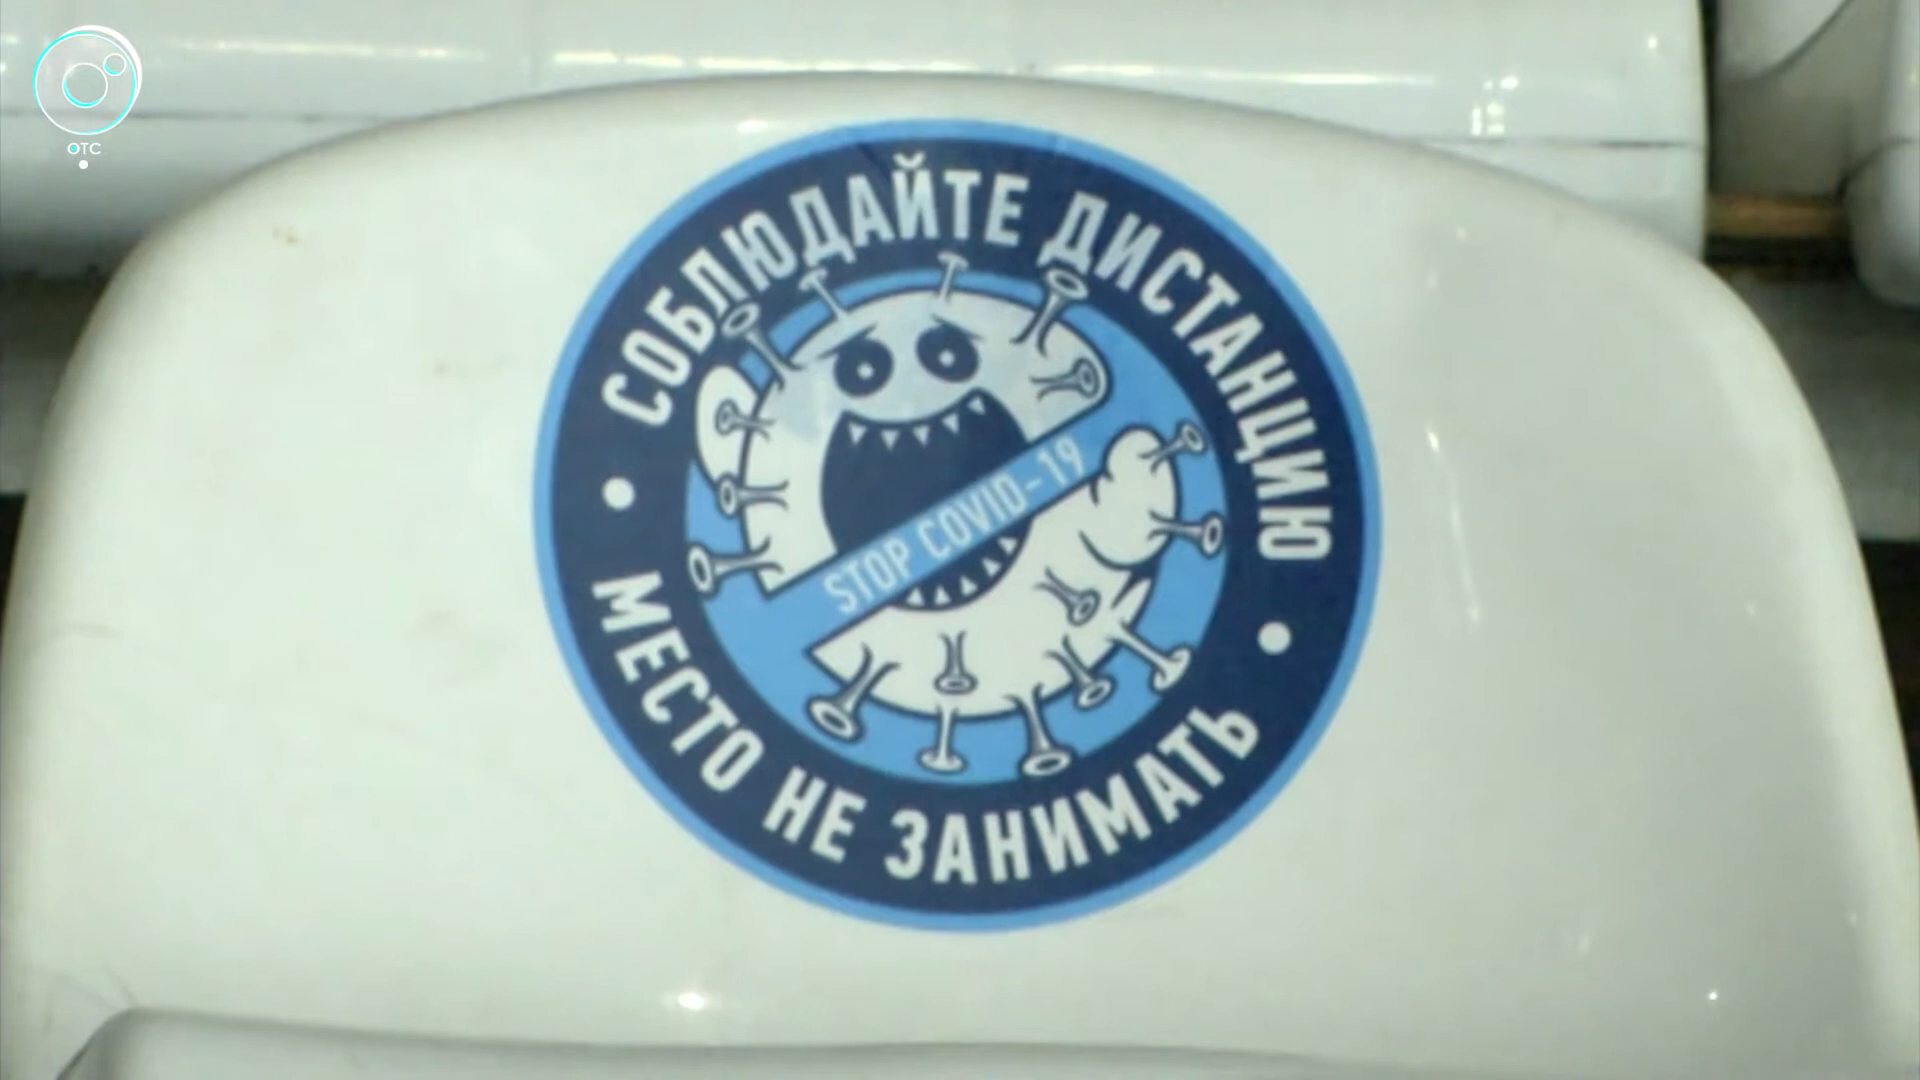 ОТС
СОБЛЮДАЙТЕ ДИСТАНЦИЮ
STOP COVID-19
МЕСТО НЕ ЗАНИМАТЬ